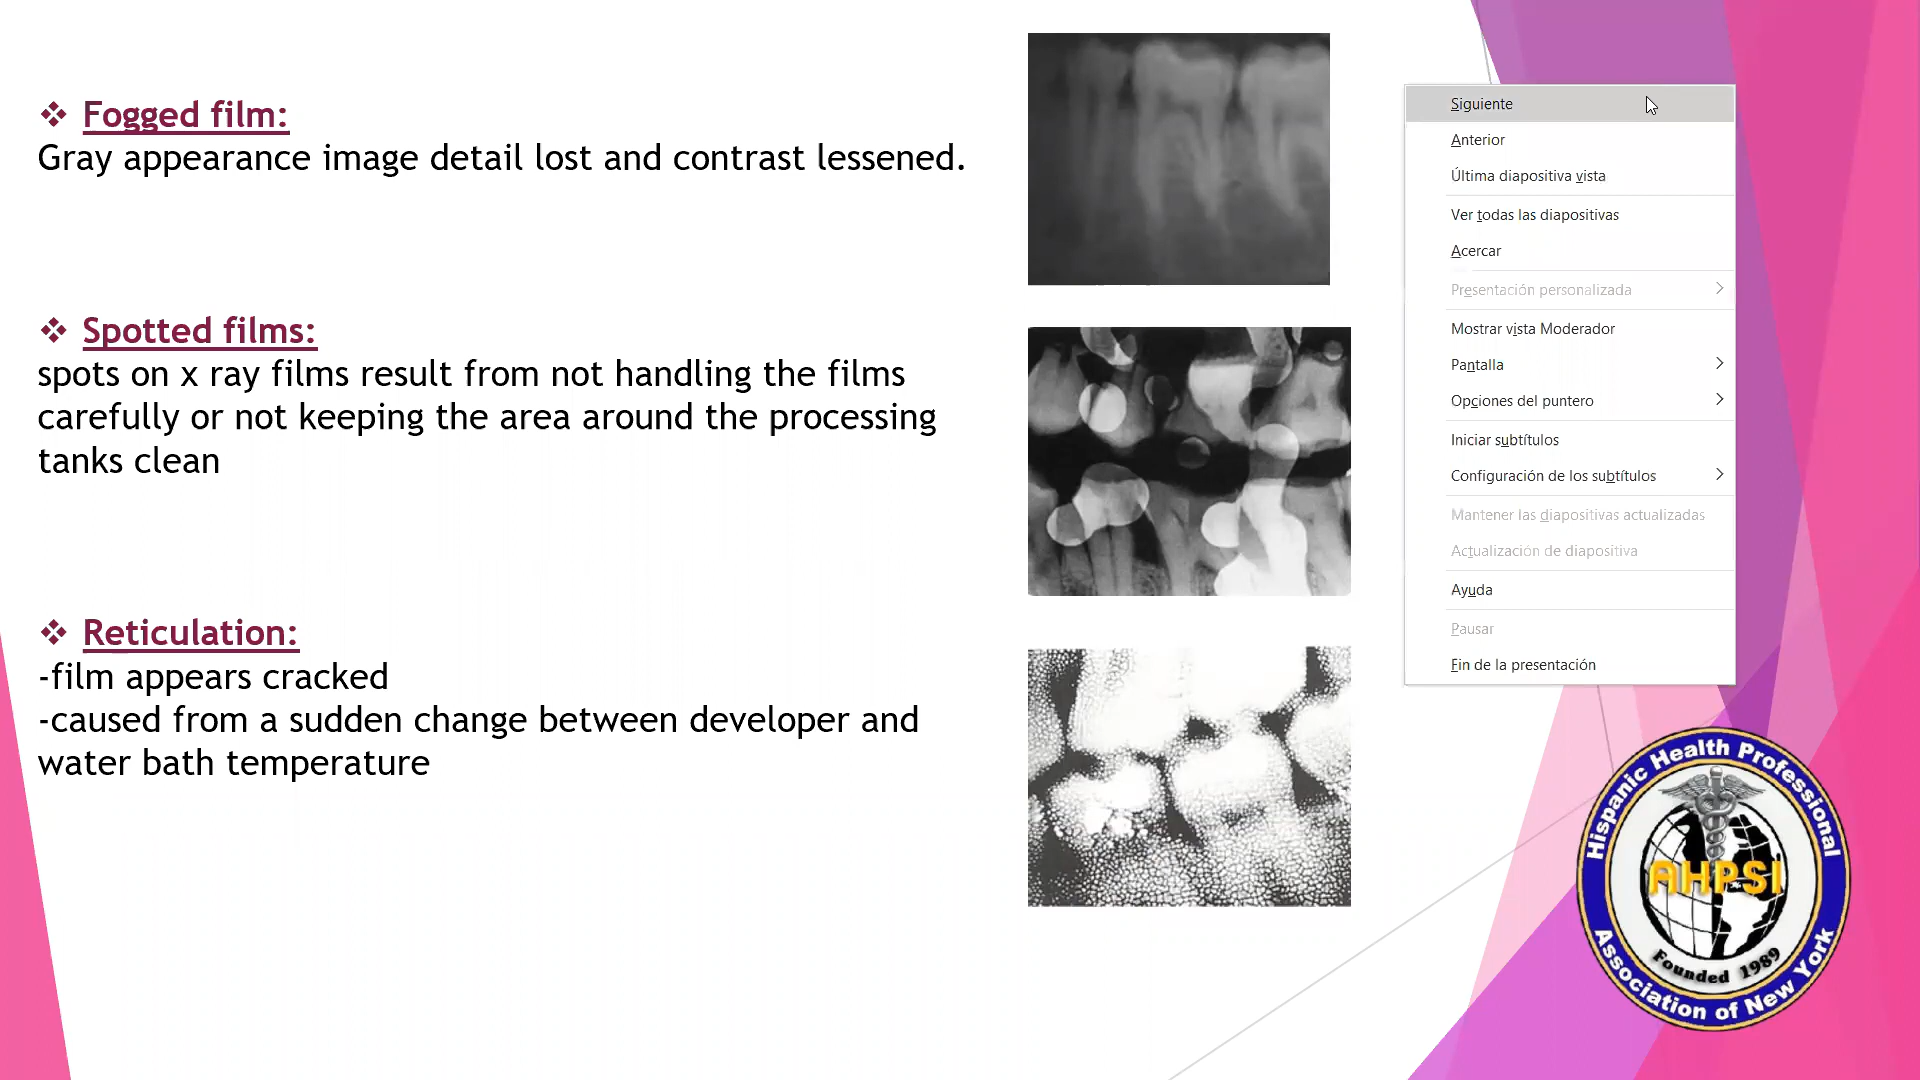 ❖ Fogged film:
Gray appearance image detail lost and contrast lessened.
❖ Spotted films:
spots on x ray films result from not handling the films
carefully or not keeping the area around the processing
tanks clean
❖ Reticulation:
-film appears cracked
-caused from a sudden change between developer and
water bath temperature
Siguiente
Anterior
Última diapositiva vista
Ver todas las diapositivas
Acercar
Presentación personalizada
Mostrar vista Moderador
Pantalla
Opciones del puntero
Iniciar subtítulos
Configuración de los subtítulos
Mantener las diapositivas actualizadas
Actualización de diapositiva
Ayuda
Pausar
Fin de la presentación
Hispanic Health Professional
AHPSI
Founded 1989
Association of New York